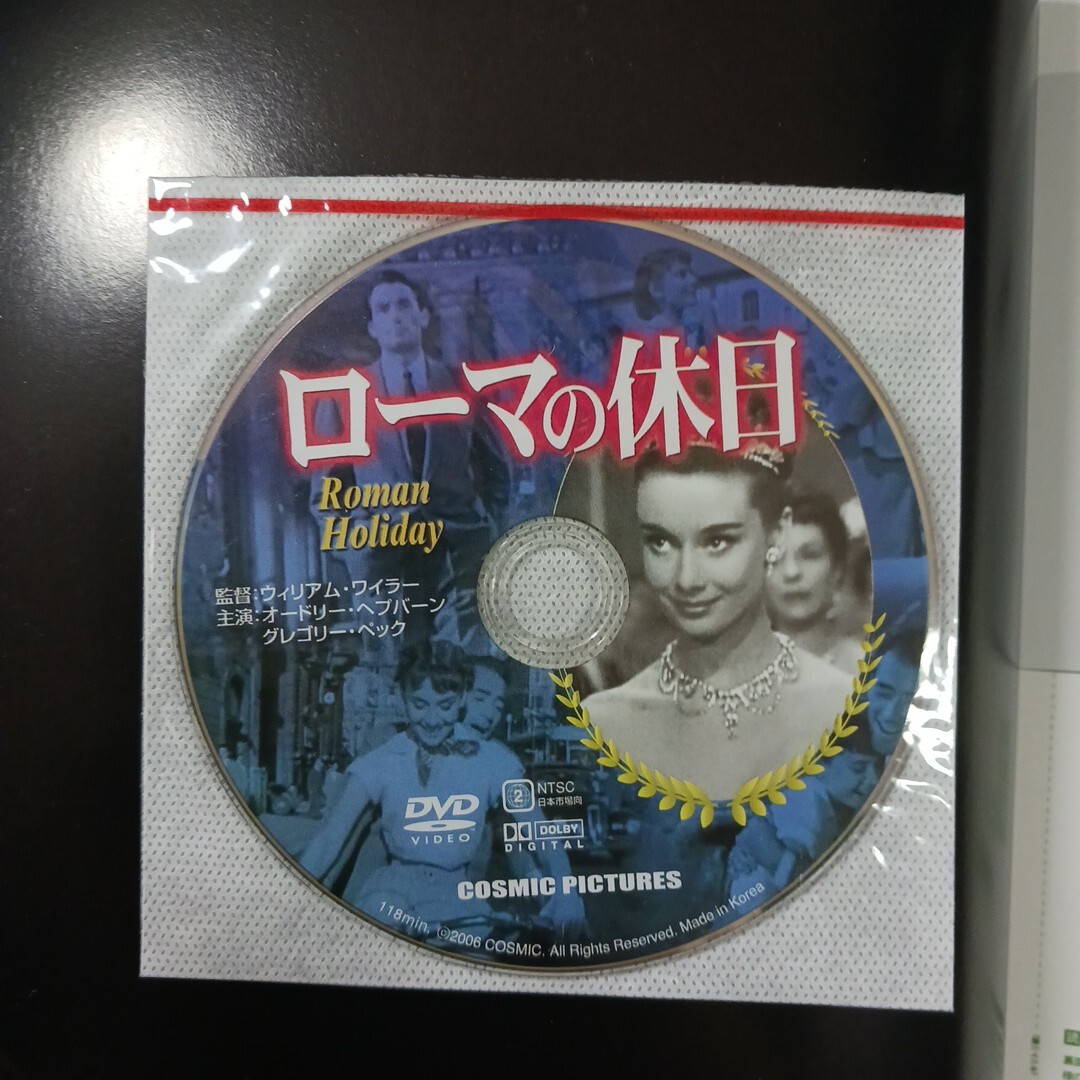 ローマの休日
Roman
Holiday
監督:ウィリアム・ワイラー
主演:オードリー・ヘプバーン
グレゴリー・ペック
DVD
VIDEO™
2
NTSC
日本市場向
DOLBY
DIGITAL
COSMIC PICTURES
118min. ©2006 COSMIC. All Rights Reserved. Made in Korea